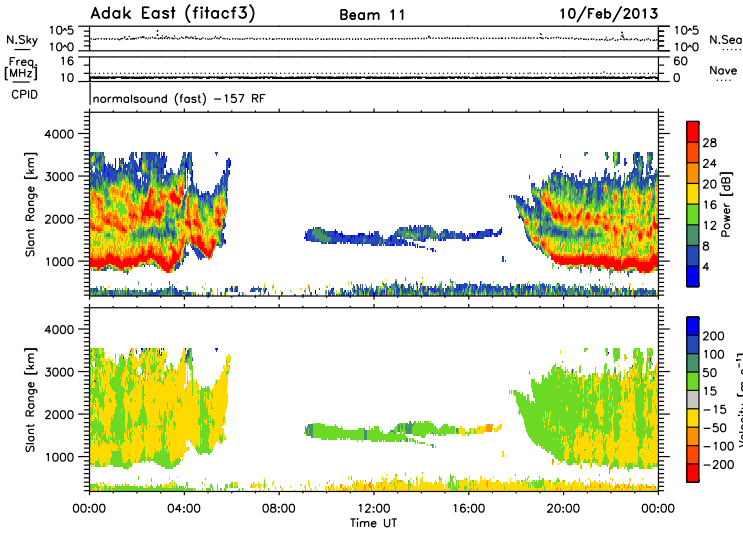 Adak East (fitacf3) Beam 11 10/Feb/2013
N.Sky 10^5 10^0 10^5 10^0 N.Sea
Freq. [MHz] 16 10 60 0 Nave
CPID normalsound (fast) -157 RF
Slant Range [km] 4000 3000 2000 1000
28 24 20 16 12 8 4 Power [dB]
Slant Range [km] 4000 3000 2000 1000
200 100 50 15 -15 -50 -100 -200 Velocity [m s⁻¹]
00:00 04:00 08:00 12:00 16:00 20:00 00:00
Time UT